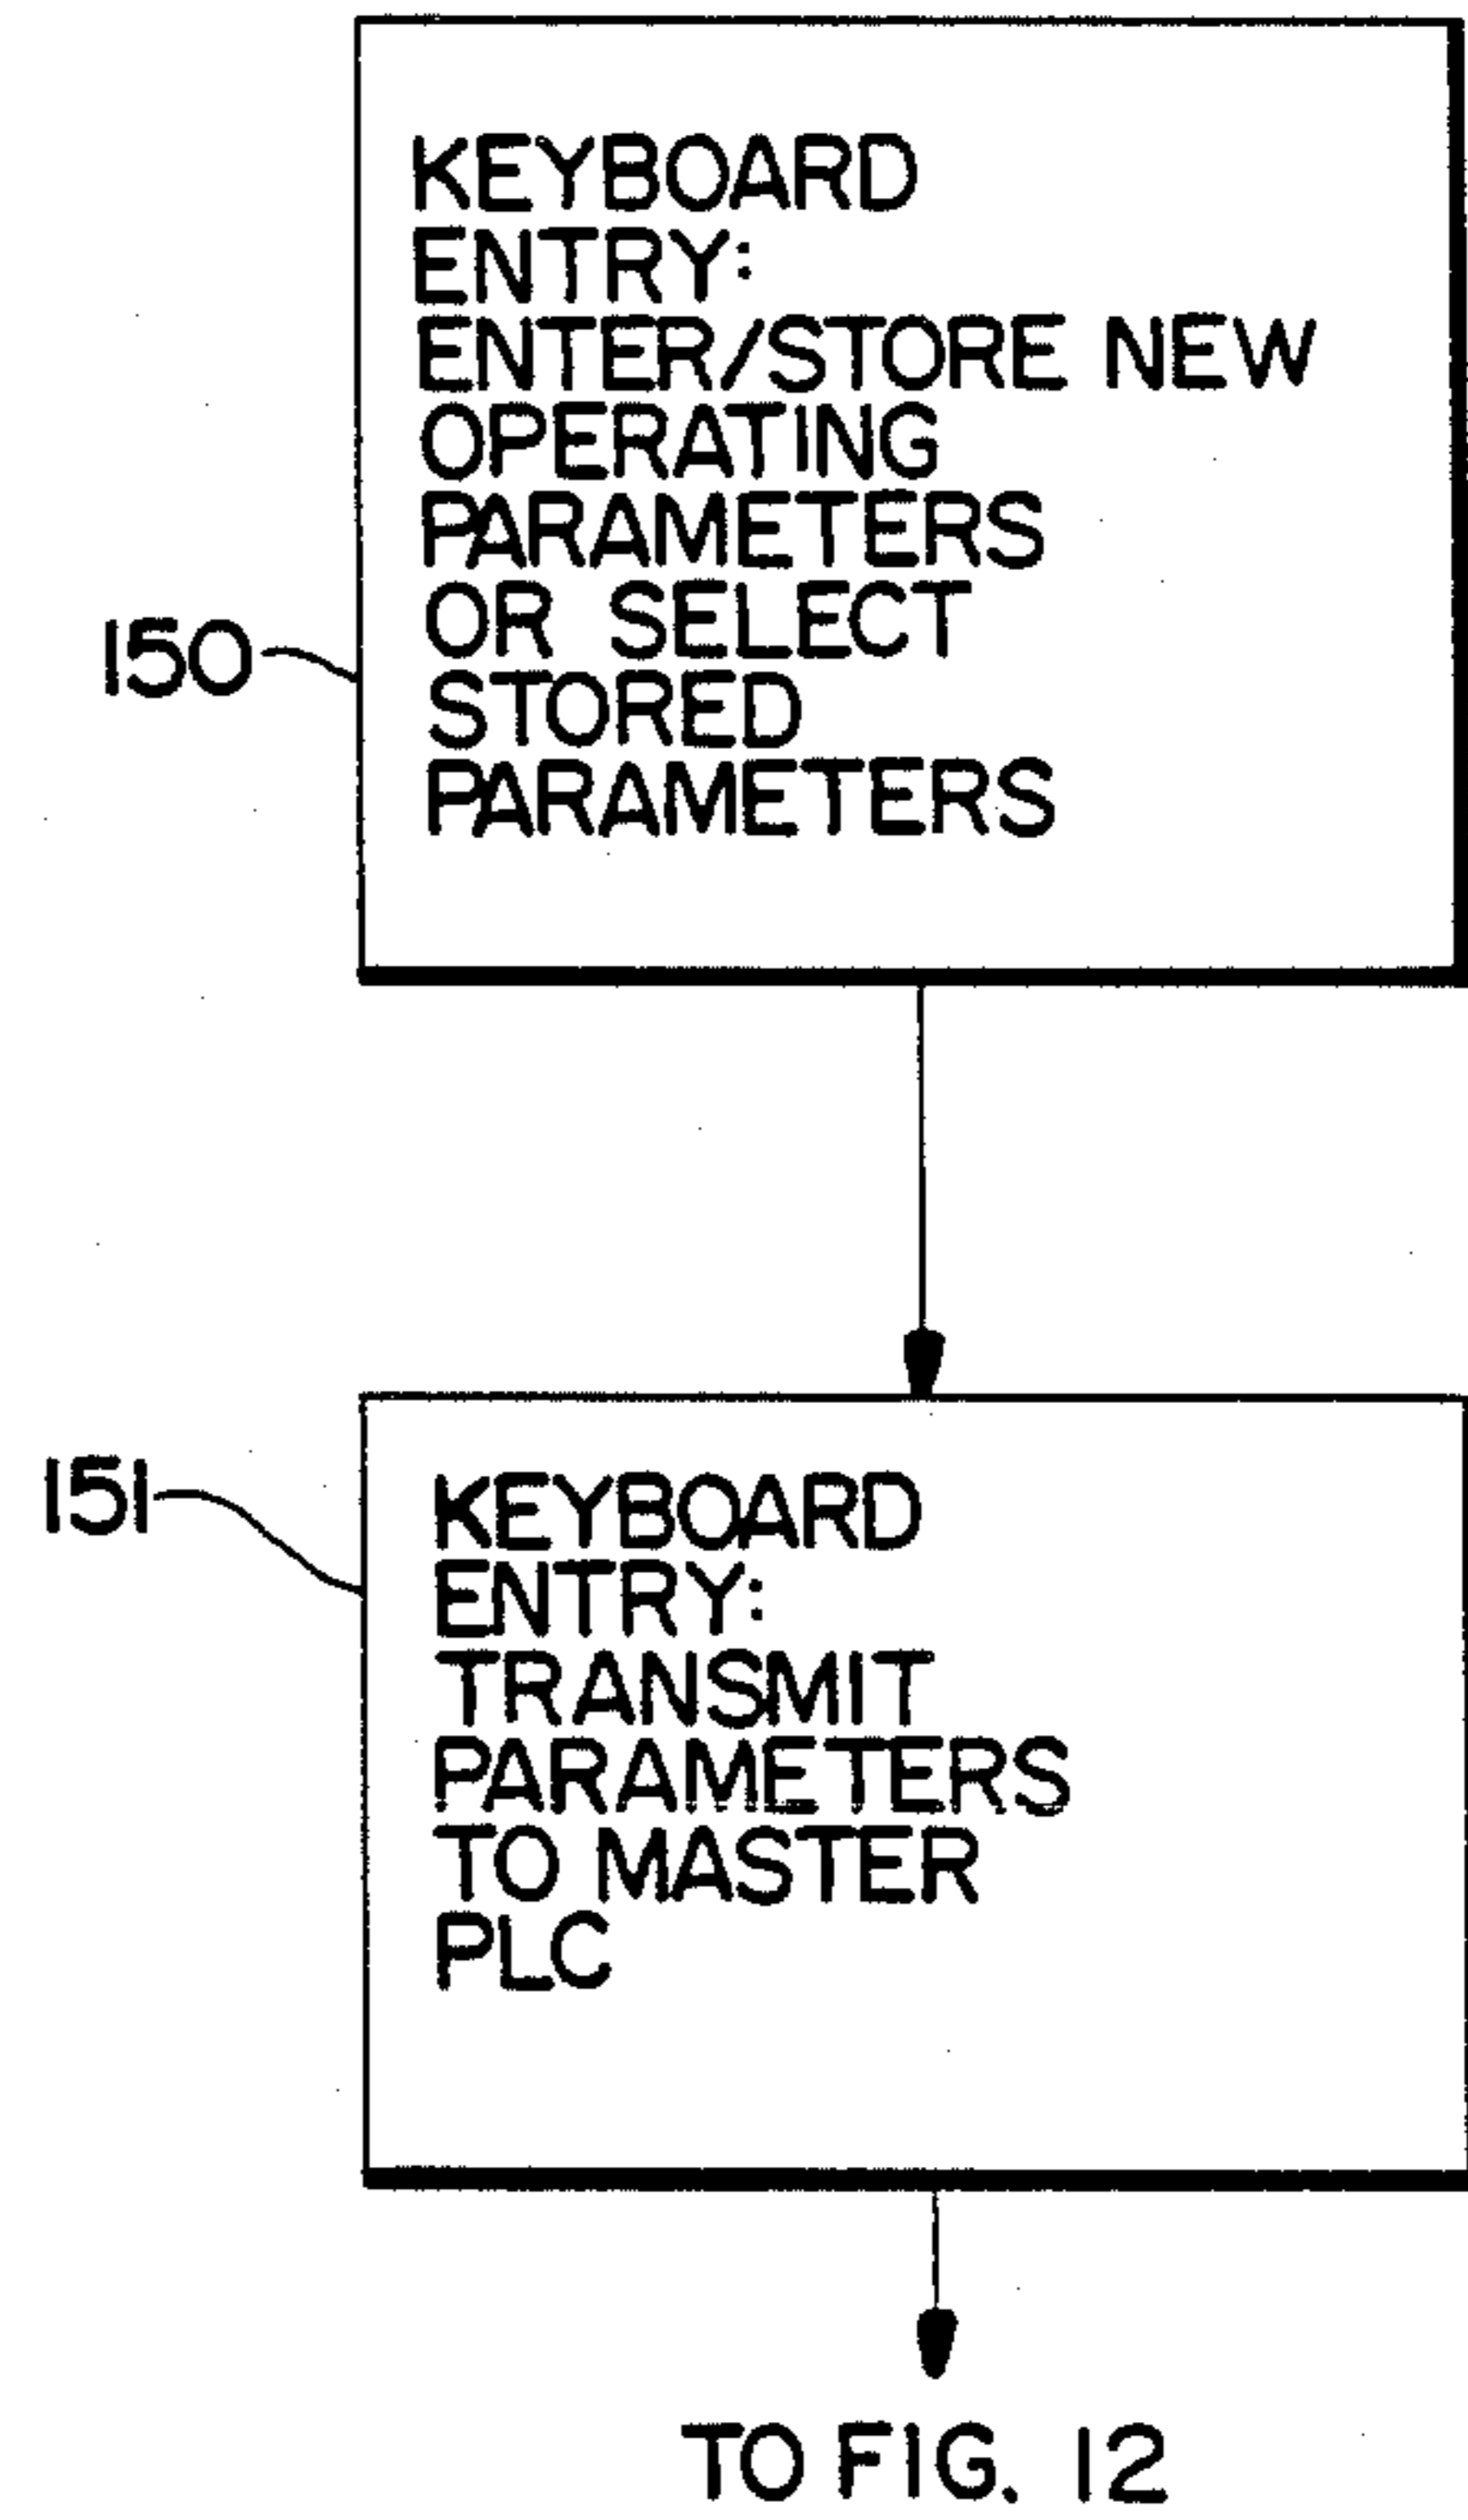 KEYBOARD
ENTRY:
ENTER/STORE NEW
OPERATING
PARAMETERS
OR SELECT
STORED
PARAMETERS
150
KEYBOARD
ENTRY:
TRANSMIT
PARAMETERS
TO MASTER
PLC
151
TO FIG. 12